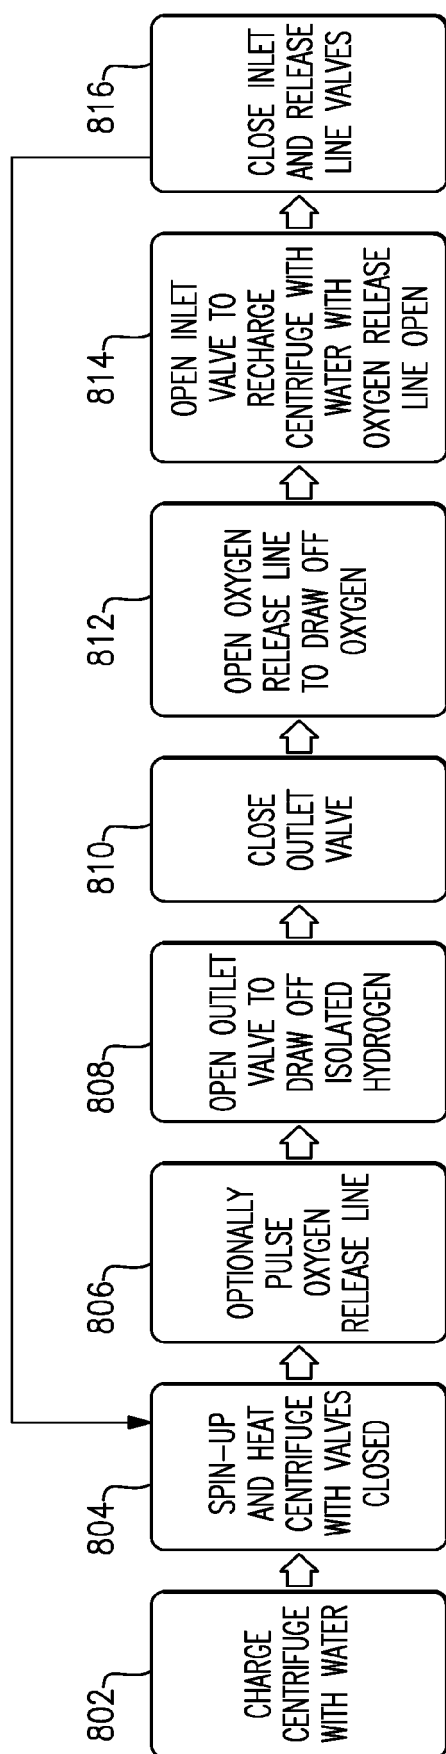 802
CHARGE
CENTRIFUGE
WITH WATER
804
SPIN-UP
AND HEAT
CENTRIFUGE
WITH VALVES
CLOSED
806
OPTIONALLY
PULSE
OXYGEN
RELEASE LINE
808
OPEN OUTLET
VALVE TO
DRAW OFF
ISOLATED
HYDROGEN
810
CLOSE
OUTLET
VALVE
812
OPEN OXYGEN
RELEASE LINE
TO DRAW OFF
OXYGEN
814
OPEN INLET
VALVE TO
RECHARGE
CENTRIFUGE WITH
WATER WITH
OXYGEN RELEASE
LINE OPEN
816
CLOSE INLET
AND RELEASE
LINE VALVES